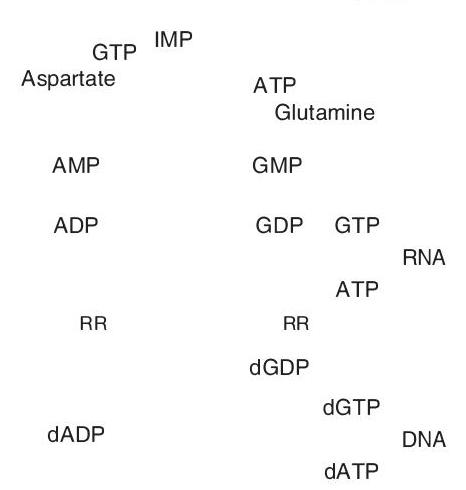 IMP
GTP
Aspartate
ATP
Glutamine
AMP GMP
ADP GDP GTP
RNA
ATP
RR RR
dGDP
dGTP
dADP DNA
dATP